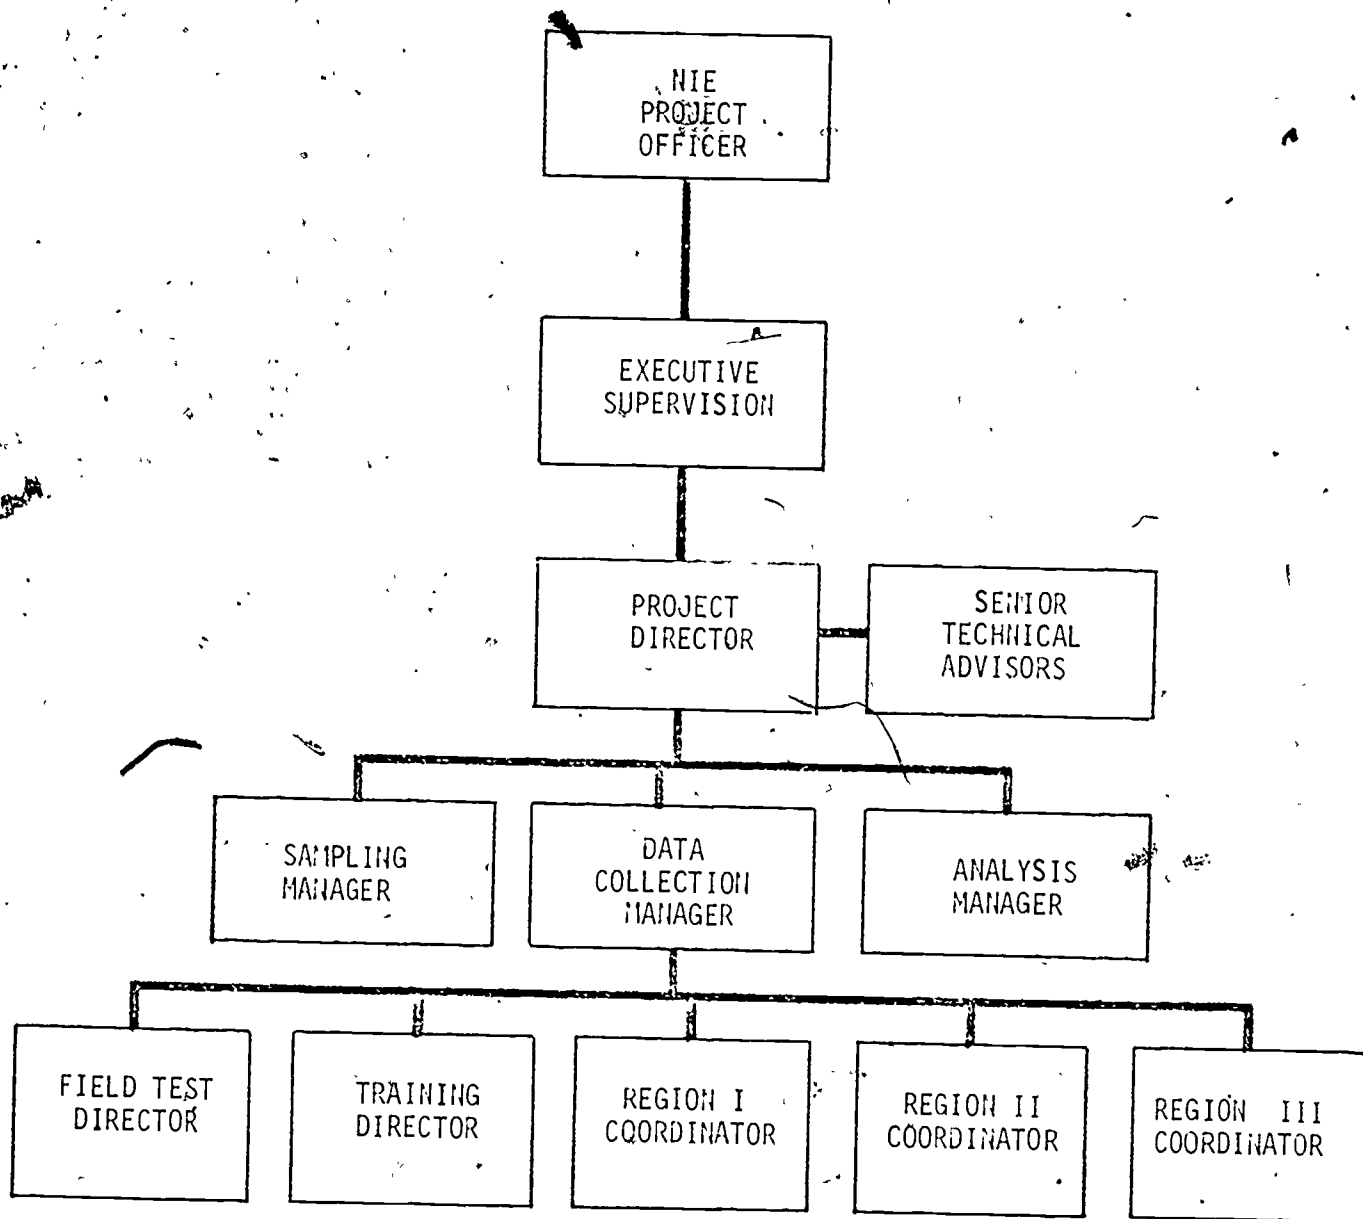 NIE
PROJECT
OFFICER
EXECUTIVE
SUPERVISION
PROJECT
DIRECTOR
SENIOR
TECHNICAL
ADVISORS
SAMPLING
MANAGER
DATA
COLLECTION
MANAGER
ANALYSIS
MANAGER
FIELD TEST
DIRECTOR
TRAINING
DIRECTOR
REGION I
COORDINATOR
REGION II
COORDINATOR
REGION III
COORDINATOR